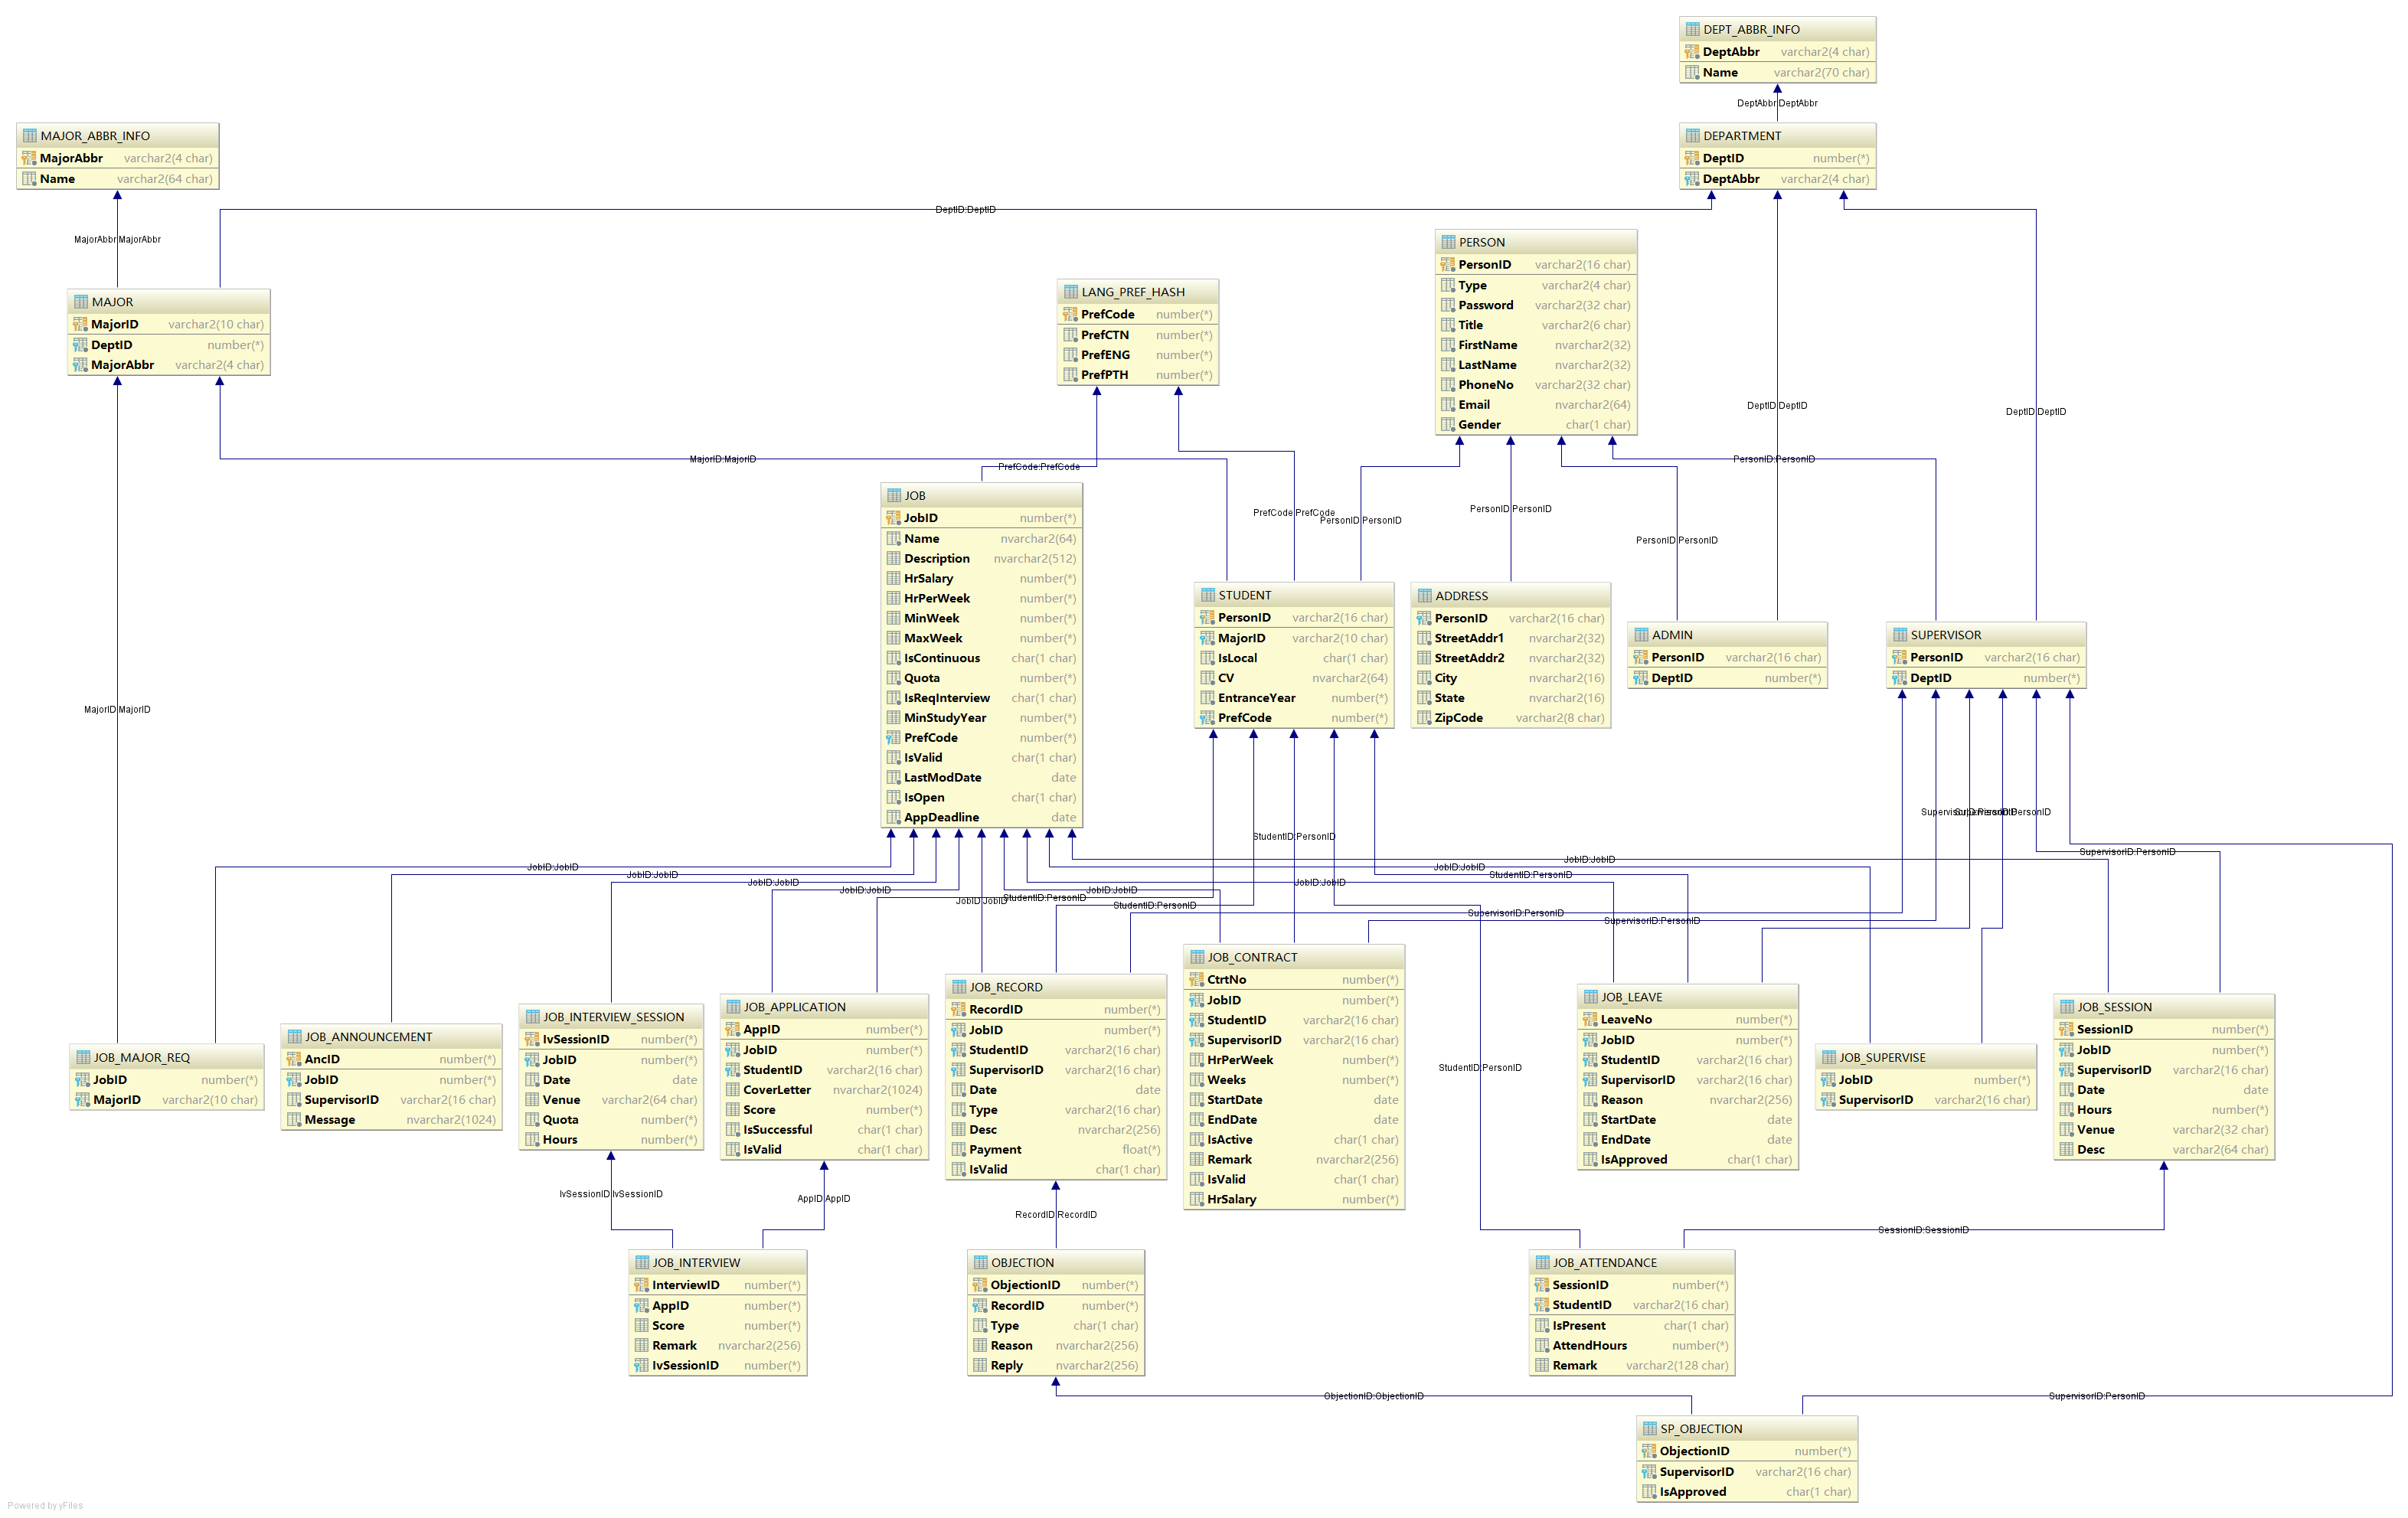 DEPT_ABBR_INFO
DeptAbbr varchar2(4 char)
Name varchar2(70 char)
DeptAbbr:DeptAbbr
MAJOR_ABBR_INFO
MajorAbbr varchar2(4 char)
Name varchar2(64 char)
DEPARTMENT
DeptID number(*)
DeptAbbr varchar2(4 char)
DeptID:DeptID
MajorAbbr:MajorAbbr
PERSON
PersonID varchar2(16 char)
Type varchar2(4 char)
Password varchar2(32 char)
Title varchar2(6 char)
FirstName nvarchar2(32)
LastName nvarchar2(32)
PhoneNo varchar2(32 char)
Email nvarchar2(64)
Gender char(1 char)
MAJOR
MajorID varchar2(10 char)
DeptID number(*)
MajorAbbr varchar2(4 char)
LANG_PREF_HASH
PrefCode number(*)
PrefCTN number(*)
PrefENG number(*)
PrefPTH number(*)
DeptID:DeptID
DeptID:DeptID
MajorID:MajorID
PrefCode:PrefCode
PersonID:PersonID
PrefCode:PrefCode
PersonID:PersonID
PersonID:PersonID
PersonID:PersonID
JOB
JobID number(*)
Name nvarchar2(64)
Description nvarchar2(512)
HrSalary number(*)
HrPerWeek number(*)
MinWeek number(*)
MaxWeek number(*)
IsContinuous char(1 char)
Quota number(*)
IsReqInterview char(1 char)
MinStudyYear number(*)
PrefCode number(*)
IsValid char(1 char)
LastModDate date
IsOpen char(1 char)
AppDeadline date
STUDENT
PersonID varchar2(16 char)
MajorID varchar2(10 char)
IsLocal char(1 char)
CV nvarchar2(64)
EntranceYear number(*)
PrefCode number(*)
ADDRESS
PersonID varchar2(16 char)
StreetAddr1 nvarchar2(32)
StreetAddr2 nvarchar2(32)
City nvarchar2(16)
State nvarchar2(16)
ZipCode varchar2(8 char)
ADMIN
PersonID varchar2(16 char)
DeptID number(*)
SUPERVISOR
PersonID varchar2(16 char)
DeptID number(*)
MajorID:MajorID
SupervisorID:PersonID
SupervisorID:PersonID
StudentID:PersonID
SupervisorID:PersonID
JobID:JobID
JobID:JobID
JobID:JobID
JobID:JobID
JobID:JobID
StudentID:PersonID
JobID:JobID
StudentID:PersonID
JobID:JobID
StudentID:PersonID
JobID:JobID
JobID:JobID
SupervisorID:PersonID
SupervisorID:PersonID
JOB_MAJOR_REQ
JobID number(*)
MajorID varchar2(10 char)
JOB_ANNOUNCEMENT
AncID number(*)
JobID number(*)
SupervisorID varchar2(16 char)
Message nvarchar2(1024)
JOB_INTERVIEW_SESSION
IvSessionID number(*)
JobID number(*)
Date date
Venue varchar2(64 char)
Quota number(*)
Hours number(*)
JOB_APPLICATION
AppID number(*)
JobID number(*)
StudentID varchar2(16 char)
CoverLetter nvarchar2(1024)
Score number(*)
IsSuccessful char(1 char)
IsValid char(1 char)
JOB_RECORD
RecordID number(*)
JobID number(*)
StudentID varchar2(16 char)
SupervisorID varchar2(16 char)
Date date
Type varchar2(16 char)
Desc nvarchar2(256)
Payment float(*)
IsValid char(1 char)
JOB_CONTRACT
CtrtNo number(*)
JobID number(*)
StudentID varchar2(16 char)
SupervisorID varchar2(16 char)
HrPerWeek number(*)
Weeks number(*)
StartDate date
EndDate date
IsActive char(1 char)
Remark nvarchar2(256)
IsValid char(1 char)
HrSalary number(*)
StudentID:PersonID
JOB_LEAVE
LeaveNo number(*)
JobID number(*)
StudentID varchar2(16 char)
SupervisorID varchar2(16 char)
Reason nvarchar2(256)
StartDate date
EndDate date
IsApproved char(1 char)
JOB_SUPERVISE
JobID number(*)
SupervisorID varchar2(16 char)
JOB_SESSION
SessionID number(*)
JobID number(*)
SupervisorID varchar2(16 char)
Date date
Hours number(*)
Venue varchar2(32 char)
Desc varchar2(64 char)
IvSessionID:IvSessionID
AppID:AppID
RecordID:RecordID
SessionID:SessionID
JOB_INTERVIEW
InterviewID number(*)
AppID number(*)
Score number(*)
Remark nvarchar2(256)
IvSessionID number(*)
OBJECTION
ObjectionID number(*)
RecordID number(*)
Type char(1 char)
Reason nvarchar2(256)
Reply nvarchar2(256)
JOB_ATTENDANCE
SessionID number(*)
StudentID varchar2(16 char)
IsPresent char(1 char)
AttendHours number(*)
Remark varchar2(128 char)
ObjectionID:ObjectionID
SupervisorID:PersonID
SP_OBJECTION
ObjectionID number(*)
SupervisorID varchar2(16 char)
IsApproved char(1 char)
Powered by yFiles